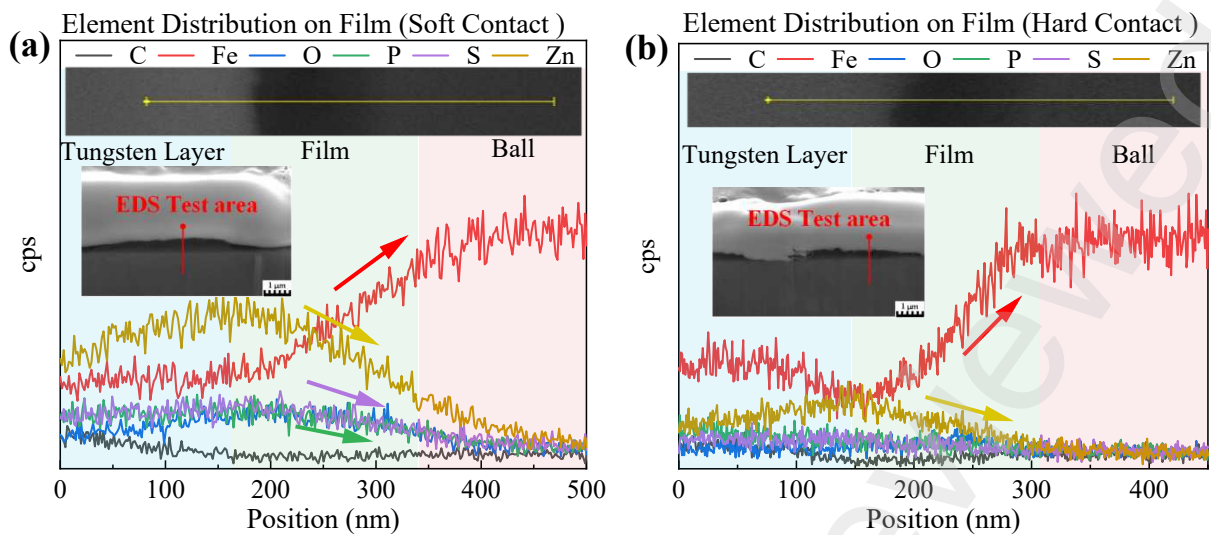 Element Distribution on Film (Soft Contact )
(a)
C Fe O P S Zn
Tungsten Layer Film Ball
EDS Test area
1 μm
cps
0 100 200 300 400 500
Position (nm)
Element Distribution on Film (Hard Contact )
(b)
C Fe O P S Zn
Tungsten Layer Film Ball
EDS Test area
1 μm
cps
0 100 200 300 400
Position (nm)